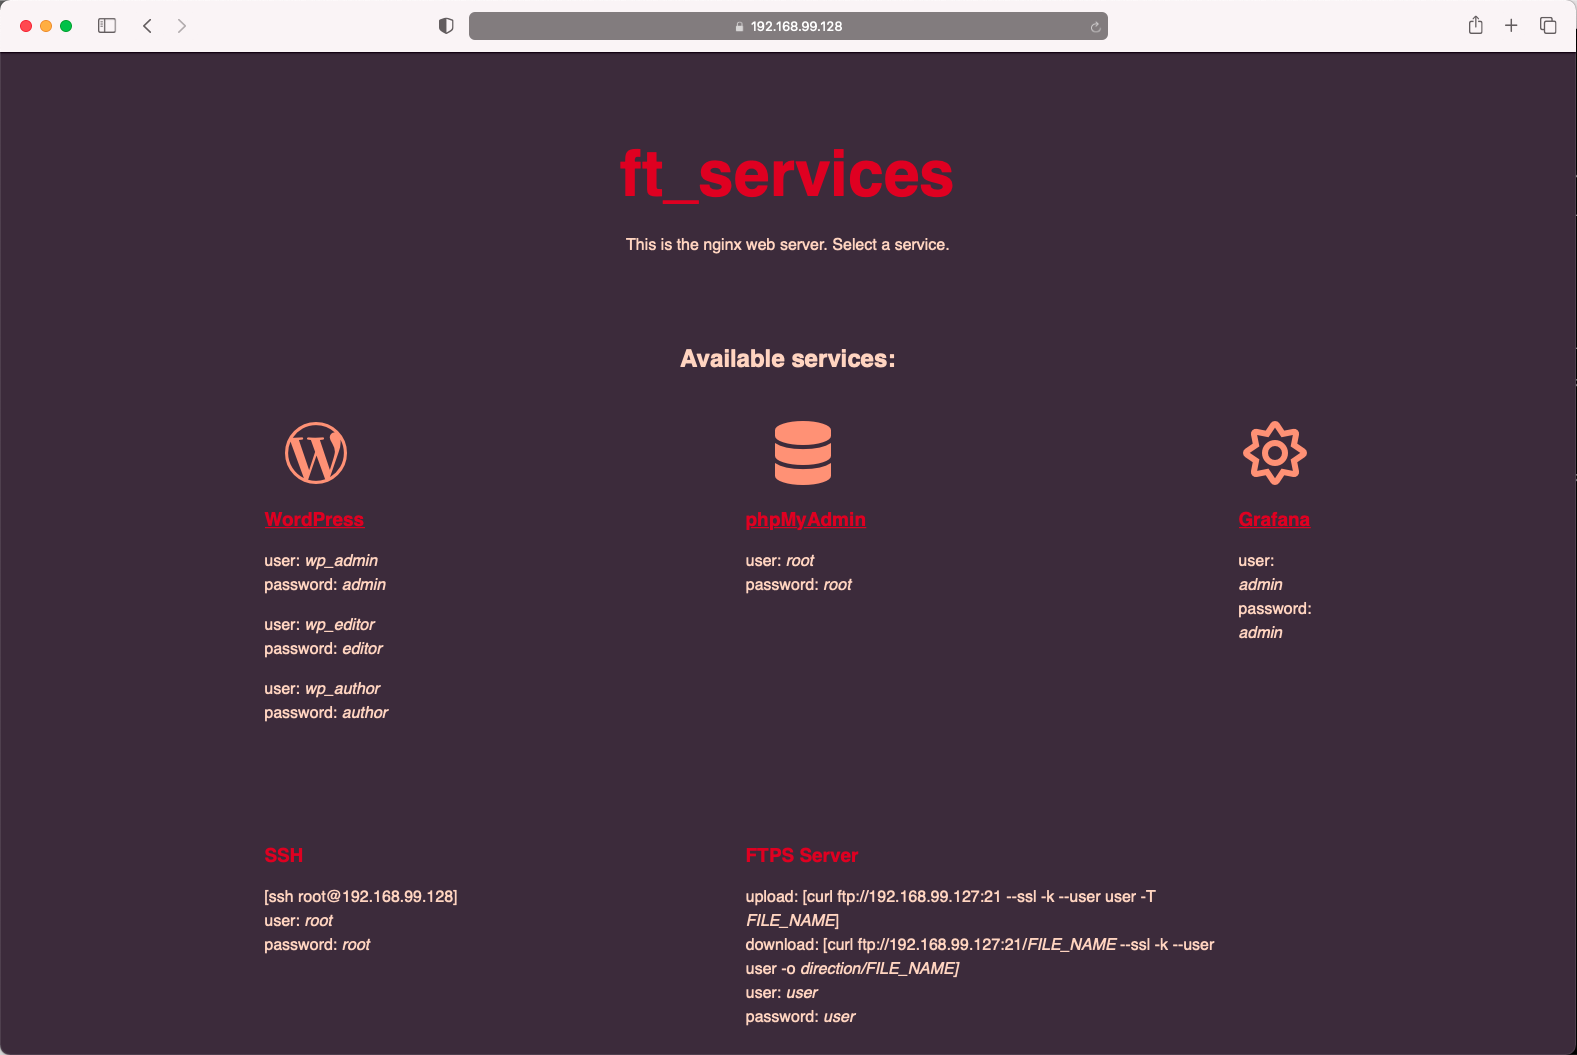 192.168.99.128
ft_services
This is the nginx web server. Select a service.
Available services:
WordPress
user: wp_admin
password: admin
user: wp_editor
password: editor
user: wp_author
password: author
phpMyAdmin
user: root
password: root
Grafana
user:
admin
password:
admin
SSH
[ssh root@192.168.99.128]
user: root
password: root
FTPS Server
upload: [curl ftp://192.168.99.127:21 --ssl -k --user user -T
FILE_NAME]
download: [curl ftp://192.168.99.127:21/FILE_NAME --ssl -k --user
user -o direction/FILE_NAME]
user: user
password: user